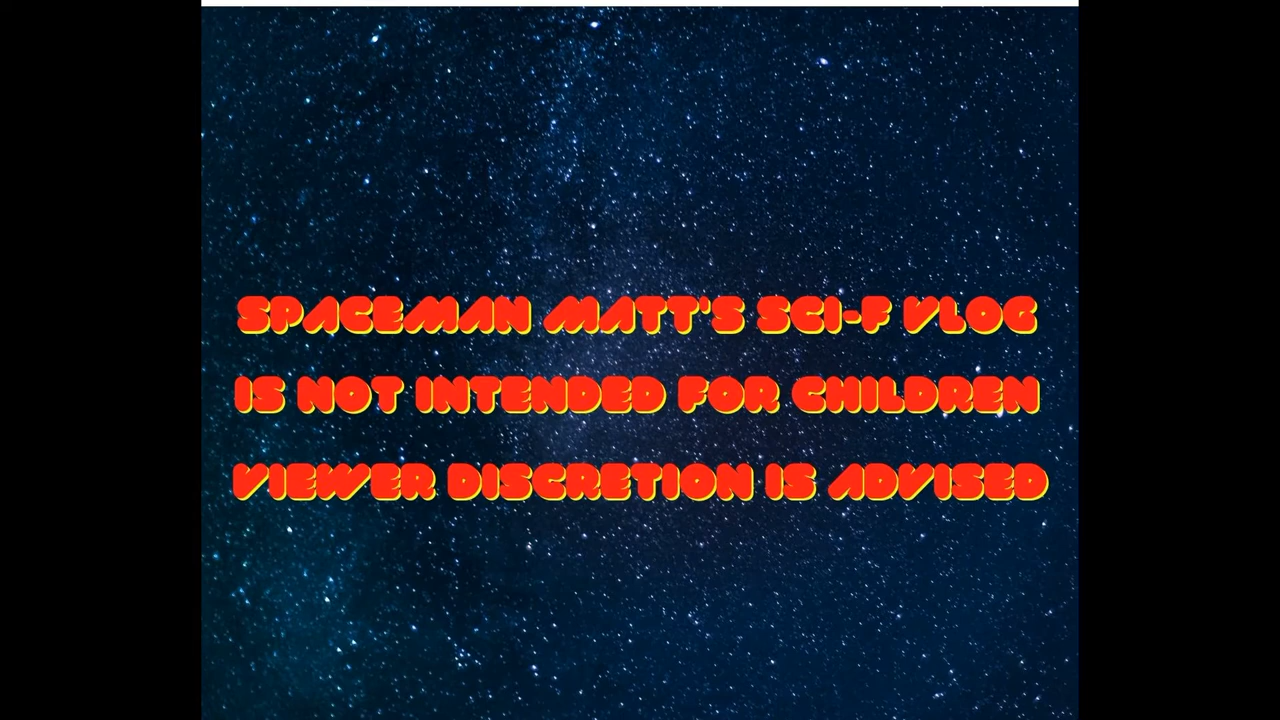 SPACEMAN MATT'S SCI-F VLOG
IS NOT INTENDED FOR CHILDREN
VIEWER DISCRETION IS ADVISED